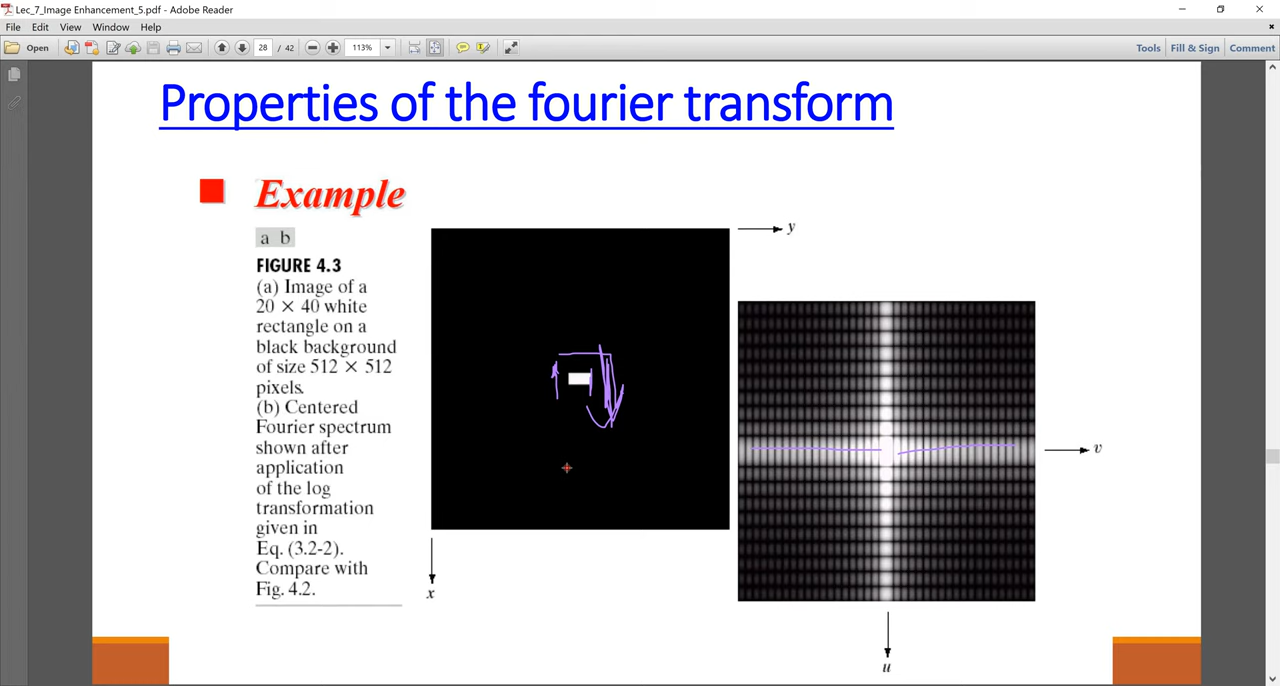 Lec_7_Image Enhancement_5.pdf - Adobe Reader
File Edit View Window Help
Open 28 / 42 113% Tools Fill & Sign Comment
Properties of the fourier transform
Example
a b
FIGURE 4.3
(a) Image of a
20 × 40 white
rectangle on a
black background
of size 512 × 512
pixels.
(b) Centered
Fourier spectrum
shown after
application
of the log
transformation
given in
Eq. (3.2-2).
Compare with
Fig. 4.2.
y
x
v
u